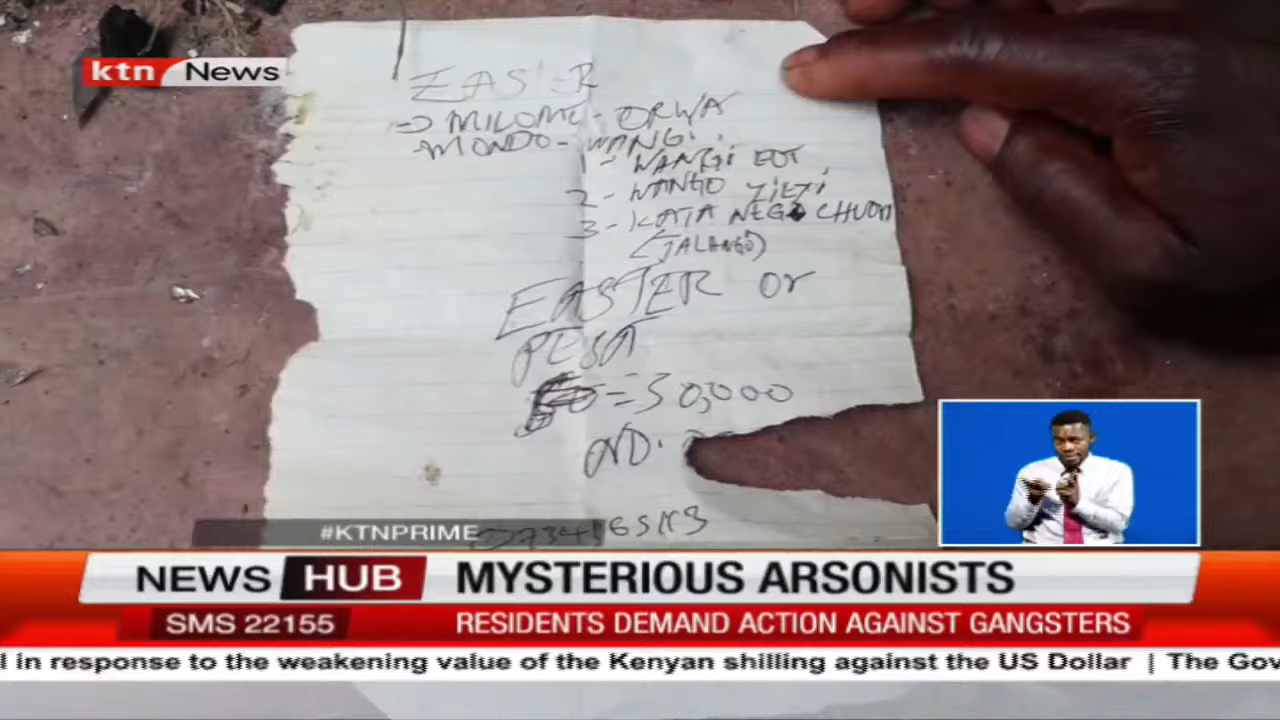 ktn News
EASTER
MILOME - ORWA
MONDO - WANGI.
1 - WANGI EOT,
2 - WANGO
3 - KATA NEGO CHUON
(JALANGO)
EASTER or
PESA
= 50,000
#KTNPRIME
NEWS HUB MYSTERIOUS ARSONISTS
SMS 22155 RESIDENTS DEMAND ACTION AGAINST GANGSTERS
l in response to the weakening value of the Kenyan shilling against the US Dollar | The Gov